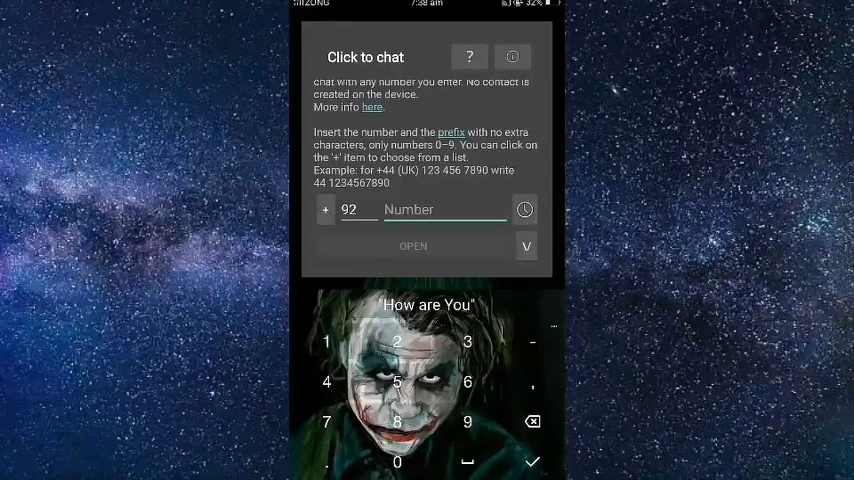 ZONG 7:38 am 32%
Click to chat ?
chat with any number you enter. No contact is
created on the device.
More info here.
Insert the number and the prefix with no extra
characters, only numbers 0–9. You can click on
the '+' item to choose from a list.
Example: for +44 (UK) 123 456 7890 write
44 1234567890
+ 92 Number
OPEN V
"How are You"
1 2 3 -
4 5 6 ,
7 8 9
. 0